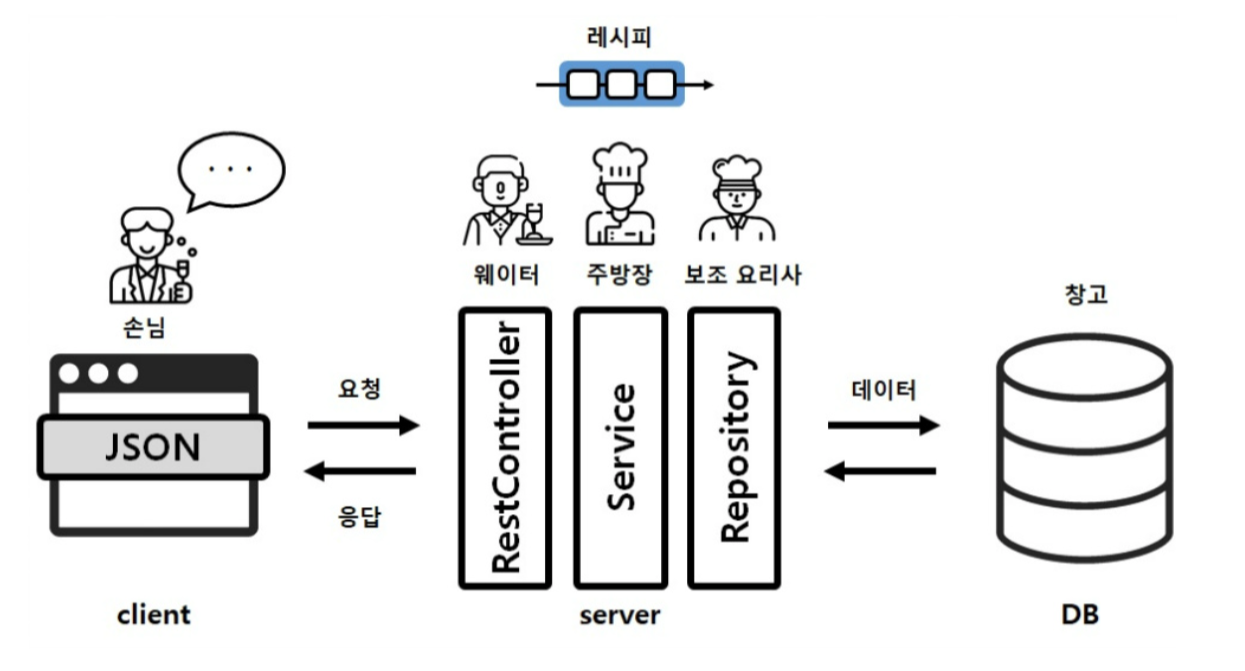 레시피
...
웨이터
주방장
보조 요리사
손님
창고
JSON
요청
응답
RestController
Service
Repository
데이터
client
server
DB